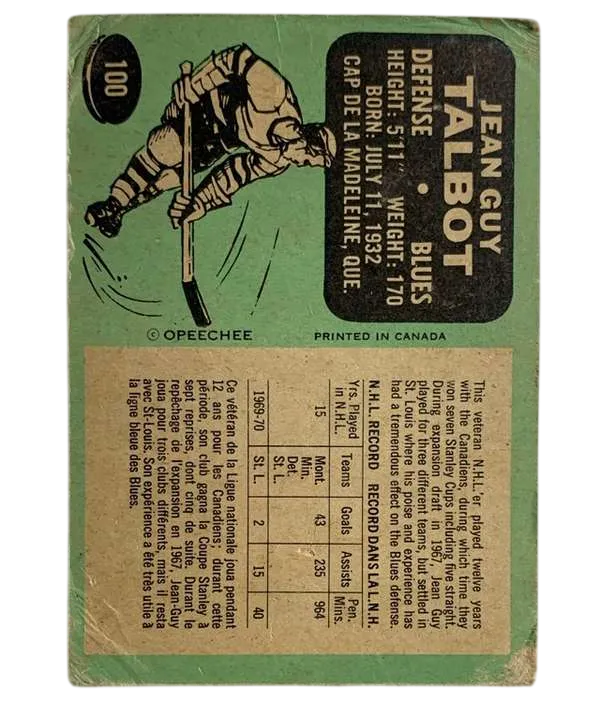 100
JEAN GUY
TALBOT
DEFENSE • BLUES
HEIGHT: 5'11" WEIGHT: 170
BORN: JULY 11, 1932
CAP DE LA MADELEINE, QUE.
© OPEECHEE
PRINTED IN CANADA
This veteran N.H.L.'er played twelve years
with the Canadiens, during which time they
won seven Stanley Cups including five straight.
During expansion draft in 1967, Jean Guy
played for three different teams, but settled in
St. Louis where his poise and experience has
had a tremendous effect on the Blues defense.
N.H.L. RECORD RECORD DANS LA L.N.H.
Yrs. Played Teams Goals Assists Pen.
in N.H.L. Mins.
15 Mont. 43 235 964
Min.
Det.
St. L.
1969-70 St. L. 2 15 40
Ce vétéran de la Ligue nationale joua pendant
12 ans pour les Canadiens; durant cette
période, son club gagna la Coupe Stanley à
sept reprises, dont cinq de suite. Durant le
repêchage de l'expansion en 1967, Jean-Guy
joua pour trois clubs différents, mais il resta
avec St-Louis. Son expérience a été très utile à
la ligne bleue des Blues.